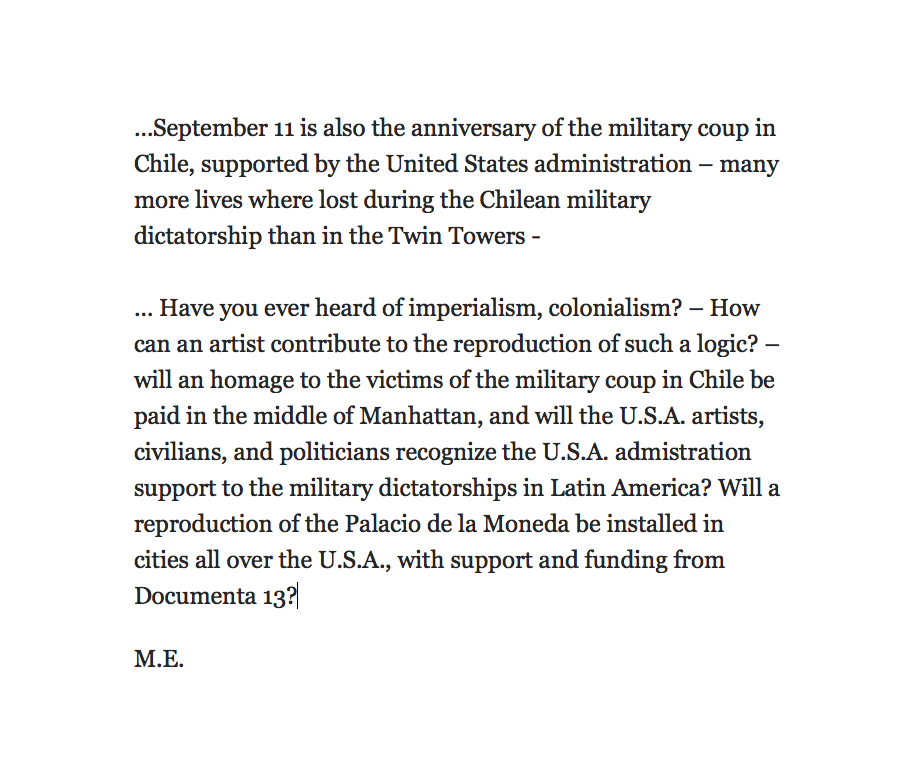 ...September 11 is also the anniversary of the military coup in
Chile, supported by the United States administration – many
more lives where lost during the Chilean military
dictatorship than in the Twin Towers -
... Have you ever heard of imperialism, colonialism? – How
can an artist contribute to the reproduction of such a logic? –
will an homage to the victims of the military coup in Chile be
paid in the middle of Manhattan, and will the U.S.A. artists,
civilians, and politicians recognize the U.S.A. admistration
support to the military dictatorships in Latin America? Will a
reproduction of the Palacio de la Moneda be installed in
cities all over the U.S.A., with support and funding from
Documenta 13?
M.E.